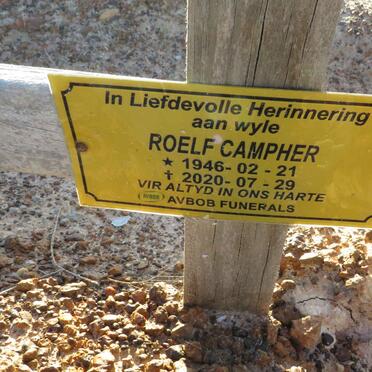 In Liefdevolle Herinnering
aan wyle
ROELF CAMPHER
★ 1946-02-21
✝ 2020-07-29
VIR ALTYD IN ONS HARTE
AVBOB AVBOB FUNERALS